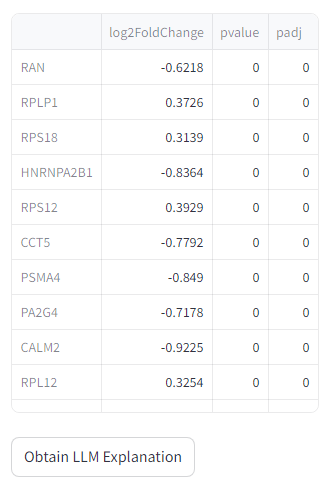 log2FoldChange pvalue padj
RAN -0.6218 0 0
RPLP1 0.3726 0 0
RPS18 0.3139 0 0
HNRNPA2B1 -0.8364 0 0
RPS12 0.3929 0 0
CCT5 -0.7792 0 0
PSMA4 -0.849 0 0
PA2G4 -0.7178 0 0
CALM2 -0.9225 0 0
RPL12 0.3254 0 0
Obtain LLM Explanation